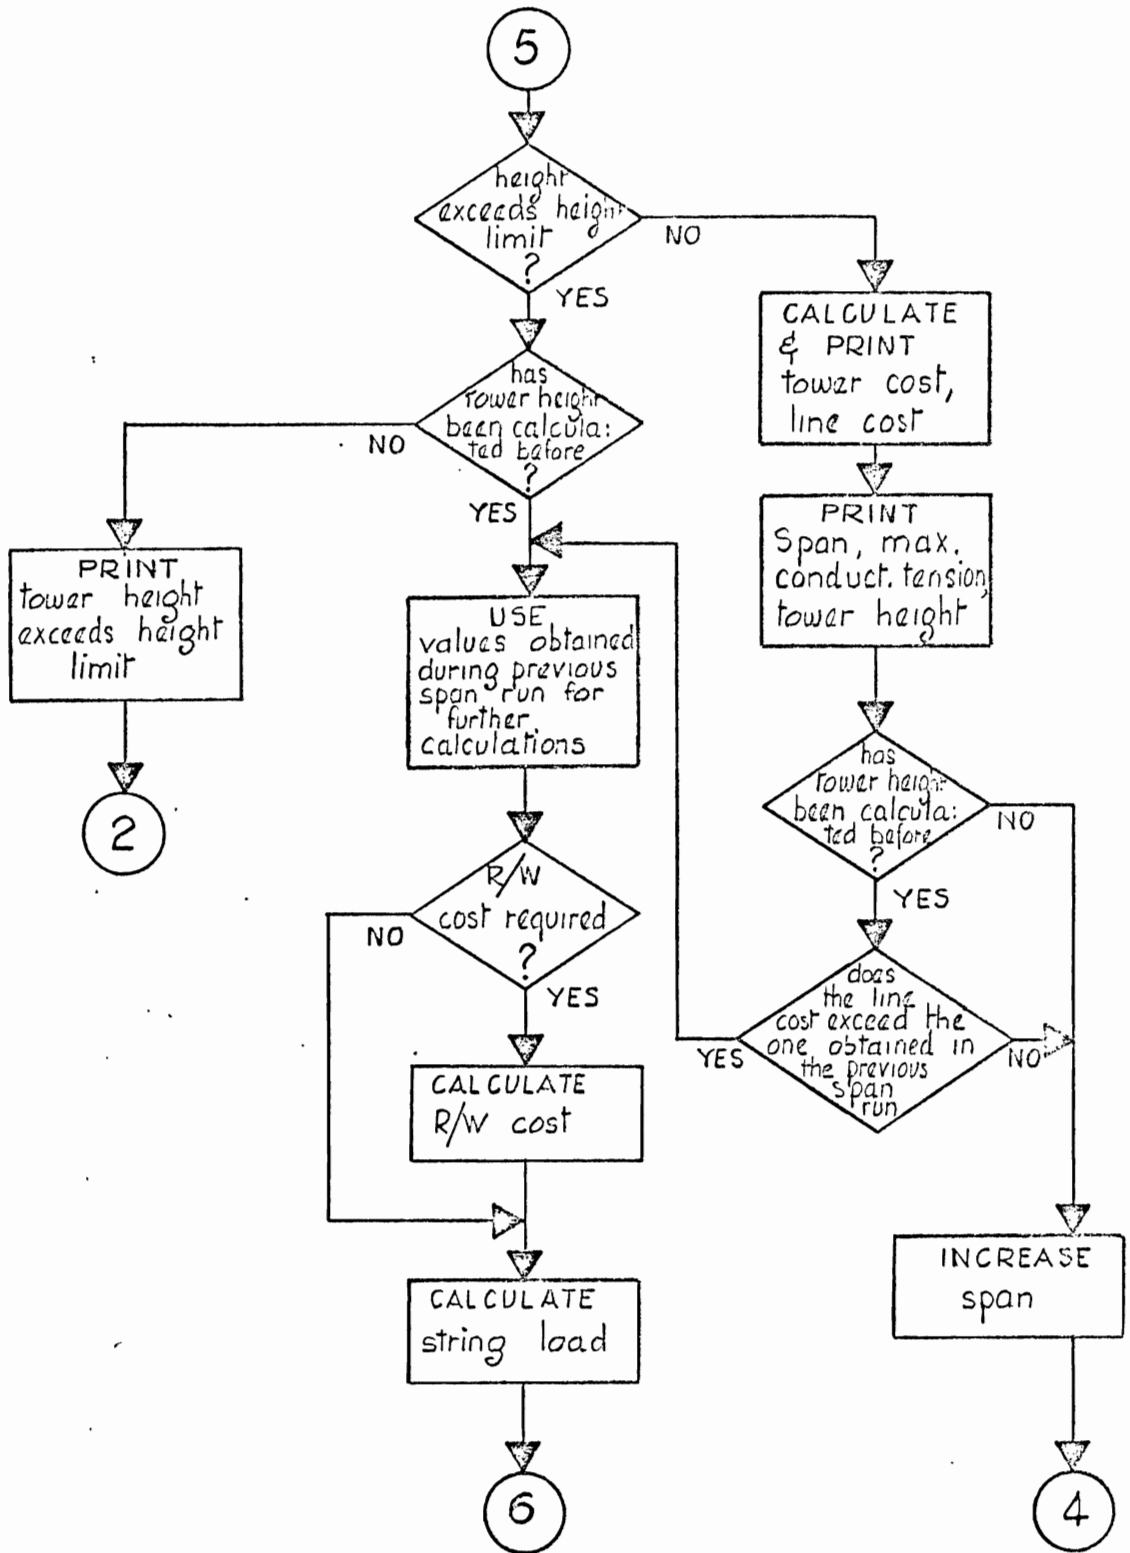 5
height
exceeds height
limit
?
NO
YES
CALCULATE
& PRINT
tower cost,
line cost
has
tower height
been calcula:
ted before
?
NO
YES
PRINT
tower height
exceeds height
limit
2
PRINT
Span, max.
conduct. tension,
tower height
USE
values obtained
during previous
span run for
further
calculations
has
tower height
been calcula:
ted before
?
NO
YES
R/W
cost required
?
NO
YES
does
the line
cost exceed the
one obtained in
the previous
span
run
YES
NO
CALCULATE
R/W cost
INCREASE
span
CALCULATE
string load
6
4